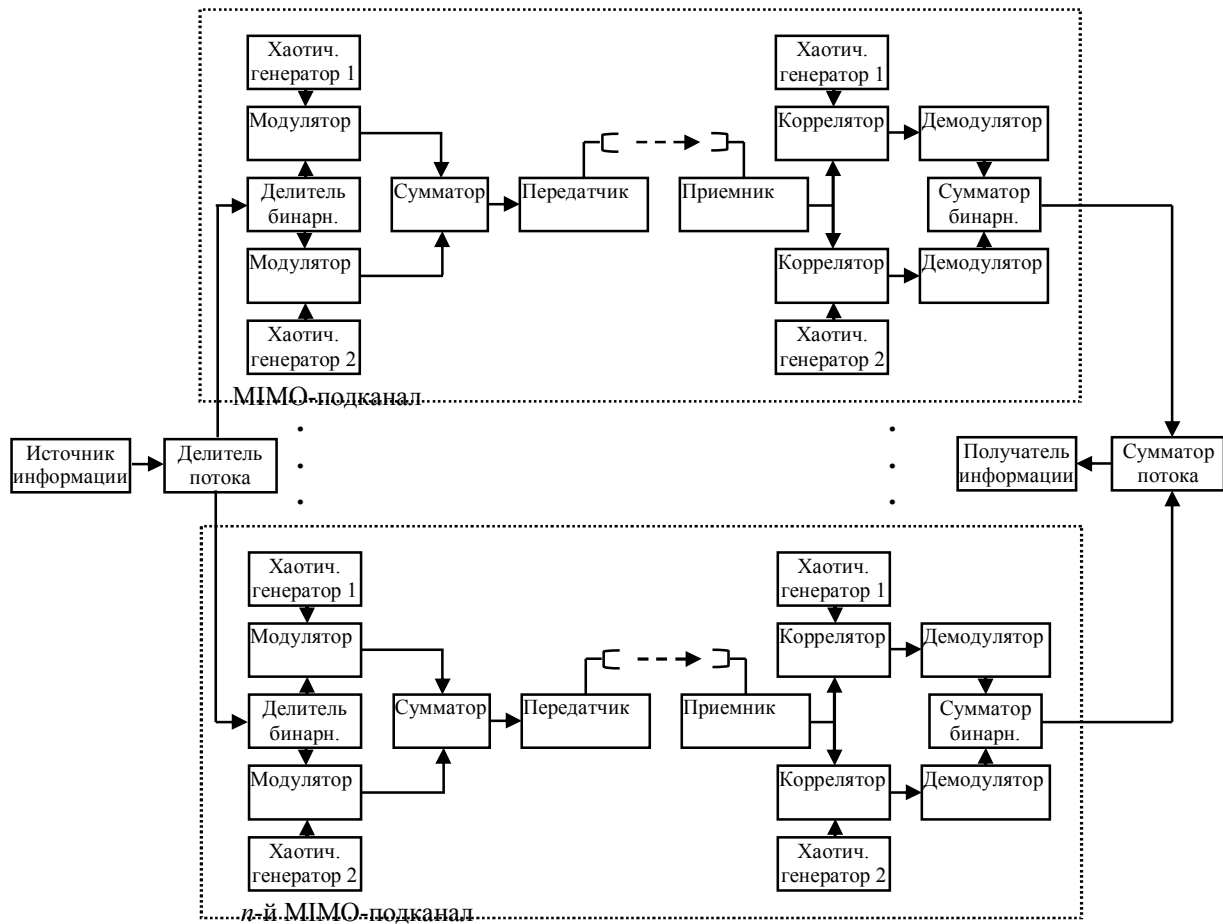 Хаотич.
генератор 1
Хаотич.
генератор 1
Модулятор
Коррелятор
Демодулятор
Делитель
бинарн.
Сумматор
Передатчик
Приемник
Сумматор
бинарн.
Модулятор
Коррелятор
Демодулятор
Хаотич.
генератор 2
Хаотич.
генератор 2
MIMO-подканал
Источник
информации
Делитель
потока
Получатель
информации
Сумматор
потока
Хаотич.
генератор 1
Хаотич.
генератор 1
Модулятор
Коррелятор
Демодулятор
Делитель
бинарн.
Сумматор
Передатчик
Приемник
Сумматор
бинарн.
Модулятор
Коррелятор
Демодулятор
Хаотич.
генератор 2
Хаотич.
генератор 2
n-й MIMO-подканал